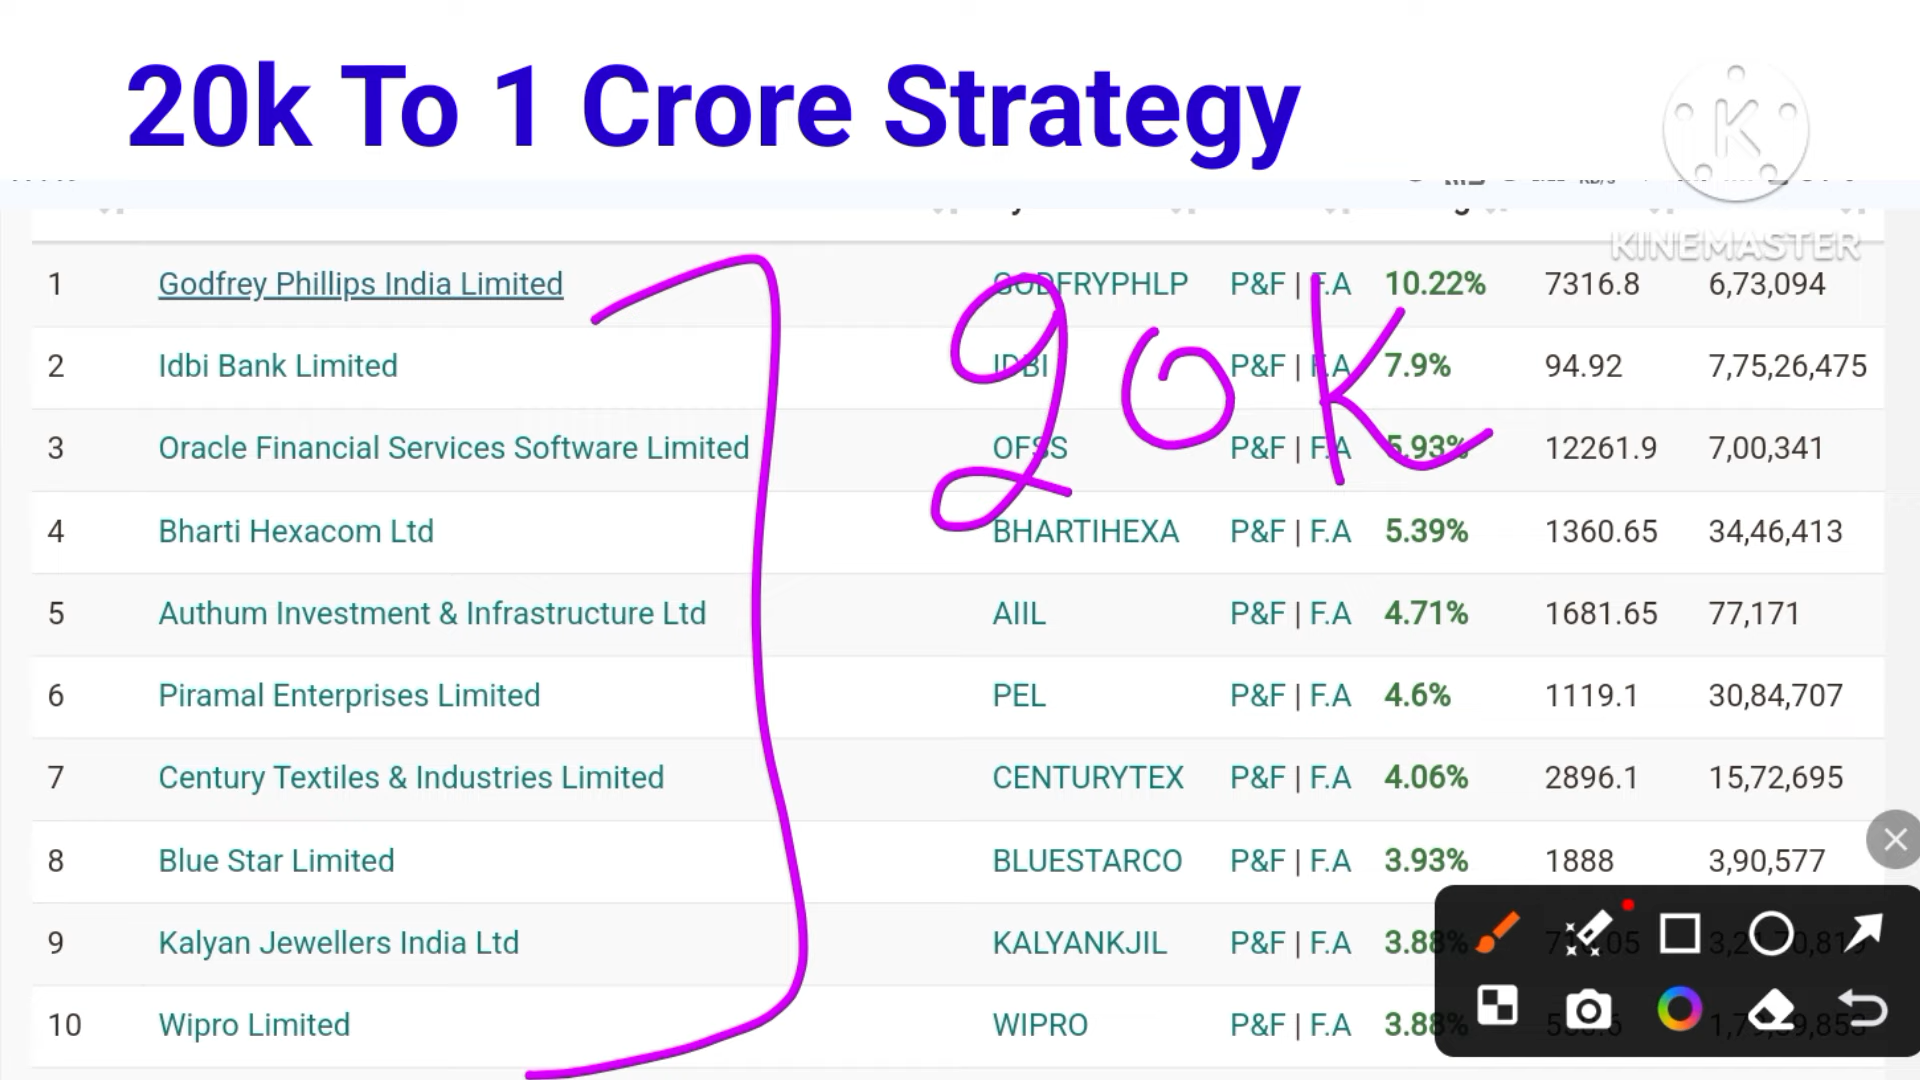 20k To 1 Crore Strategy
K
KINEMASTER
1 Godfrey Phillips India Limited GODFRYPHLP P&F | F.A 10.22% 7316.8 6,73,094
20K
2 Idbi Bank Limited IDBI P&F | F.A 7.9% 94.92 7,75,26,475
3 Oracle Financial Services Software Limited OFSS P&F | F.A 5.93% 12261.9 7,00,341
4 Bharti Hexacom Ltd BHARTIHEXA P&F | F.A 5.39% 1360.65 34,46,413
5 Authum Investment & Infrastructure Ltd AIIL P&F | F.A 4.71% 1681.65 77,171
6 Piramal Enterprises Limited PEL P&F | F.A 4.6% 1119.1 30,84,707
7 Century Textiles & Industries Limited CENTURYTEX P&F | F.A 4.06% 2896.1 15,72,695
8 Blue Star Limited BLUESTARCO P&F | F.A 3.93% 1888 3,90,577
9 Kalyan Jewellers India Ltd KALYANKJIL P&F | F.A 3.88%
10 Wipro Limited WIPRO P&F | F.A 3.88%